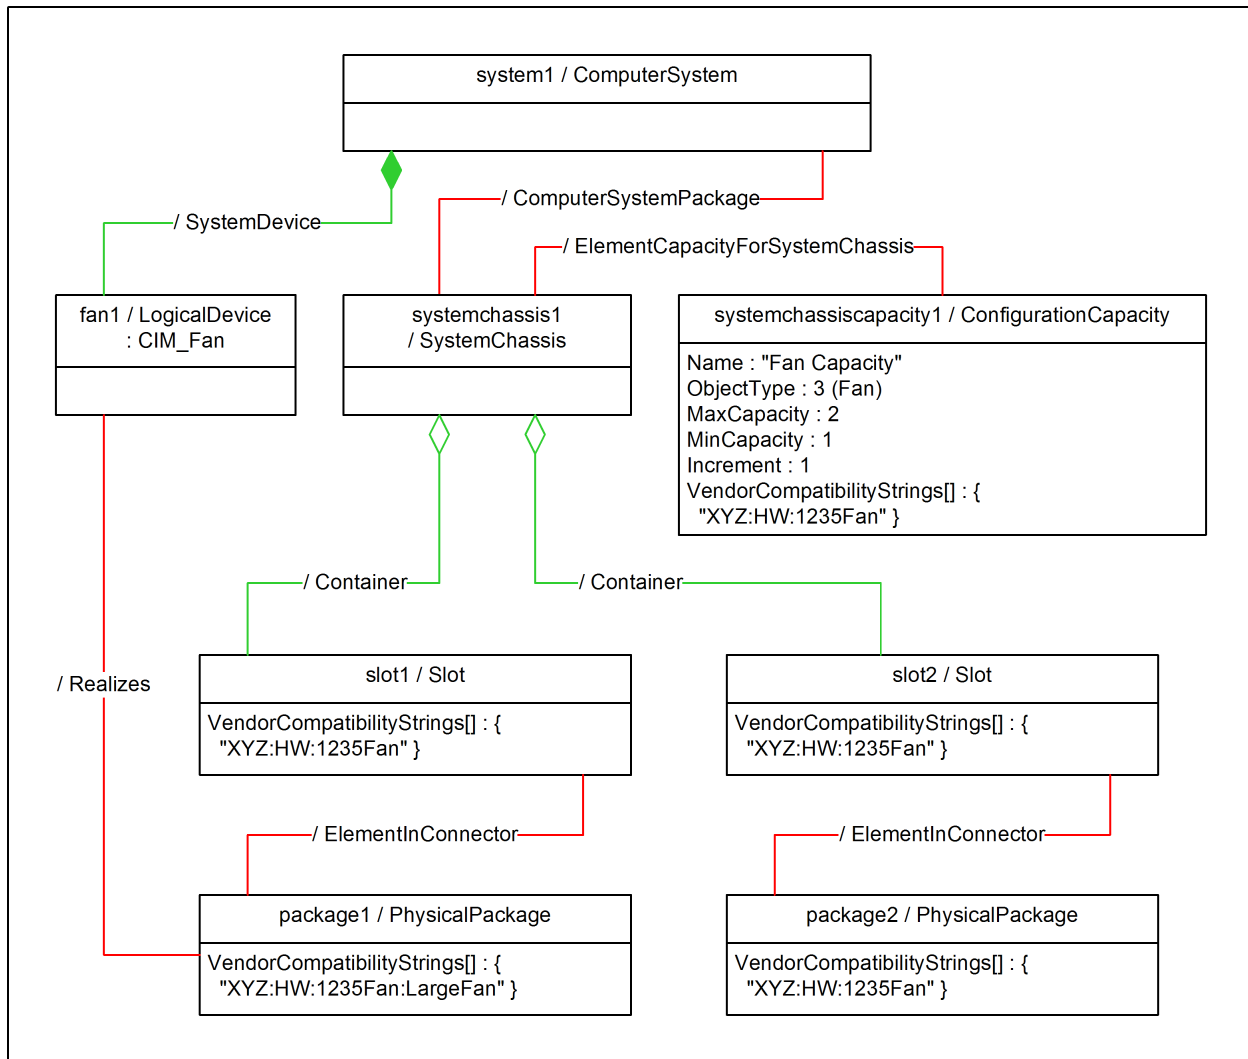 system1 / ComputerSystem
/ ComputerSystemPackage
/ SystemDevice
/ ElementCapacityForSystemChassis
fan1 / LogicalDevice
: CIM_Fan
systemchassis1
/ SystemChassis
systemchassiscapacity1 / ConfigurationCapacity
Name : "Fan Capacity"
ObjectType : 3 (Fan)
MaxCapacity : 2
MinCapacity : 1
Increment : 1
VendorCompatibilityStrings[] : {
"XYZ:HW:1235Fan" }
/ Container
/ Container
/ Realizes
slot1 / Slot
VendorCompatibilityStrings[] : {
"XYZ:HW:1235Fan" }
slot2 / Slot
VendorCompatibilityStrings[] : {
"XYZ:HW:1235Fan" }
/ ElementInConnector
/ ElementInConnector
package1 / PhysicalPackage
VendorCompatibilityStrings[] : {
"XYZ:HW:1235Fan:LargeFan" }
package2 / PhysicalPackage
VendorCompatibilityStrings[] : {
"XYZ:HW:1235Fan" }